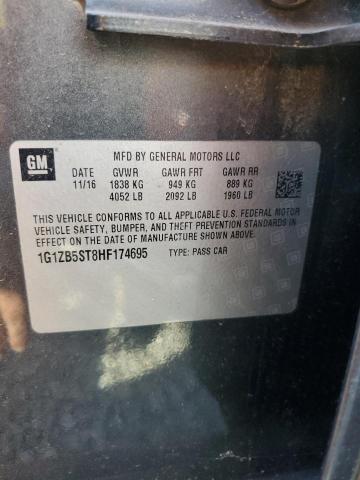 GM
MFD BY GENERAL MOTORS LLC
DATE GVWR GAWR FRT GAWR RR
11/16 1838 KG 949 KG 889 KG
4052 LB 2092 LB 1960 LB
THIS VEHICLE CONFORMS TO ALL APPLICABLE U.S. FEDERAL MOTOR
VEHICLE SAFETY, BUMPER, AND THEFT PREVENTION STANDARDS IN
EFFECT ON THE DATE OF MANUFACTURE SHOWN ABOVE.
1G1ZB5ST8HF174695 TYPE: PASS CAR